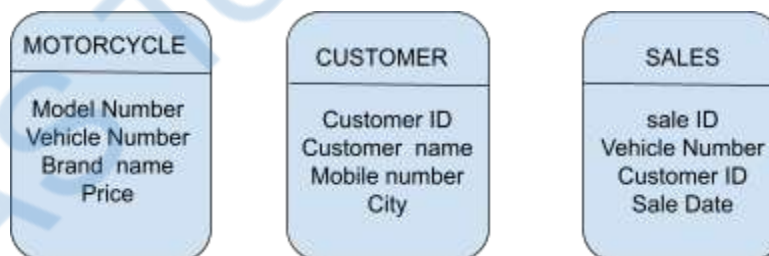 MOTORCYCLE
Model Number
Vehicle Number
Brand name
Price
CUSTOMER
Customer ID
Customer name
Mobile number
City
SALES
sale ID
Vehicle Number
Customer ID
Sale Date